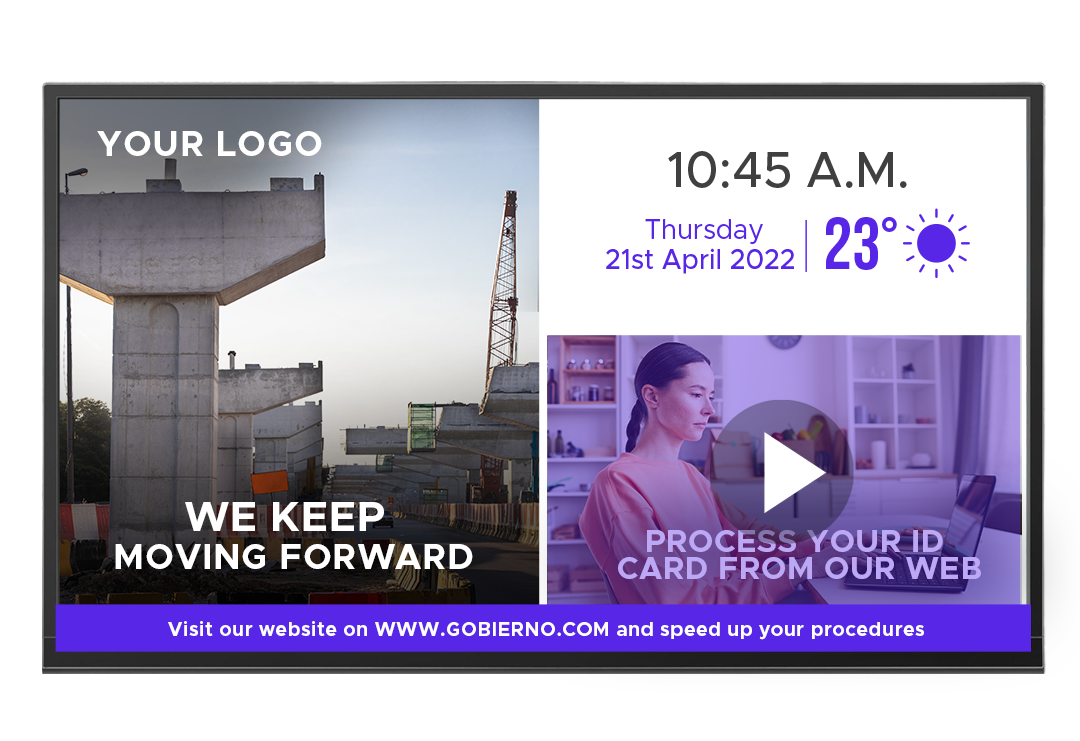 YOUR LOGO
WE KEEP
MOVING FORWARD
10:45 A.M.
Thursday
21st April 2022
23°
PROCESS YOUR ID
CARD FROM OUR WEB
Visit our website on WWW.GOBIERNO.COM and speed up your procedures